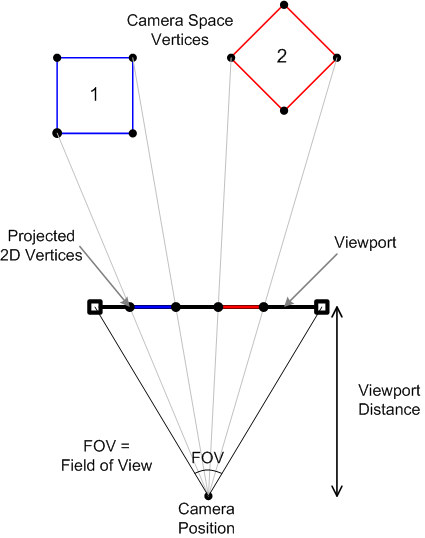 Camera Space
Vertices
1
2
Projected
2D Vertices
Viewport
Viewport
Distance
FOV =
Field of View
FOV
Camera
Position